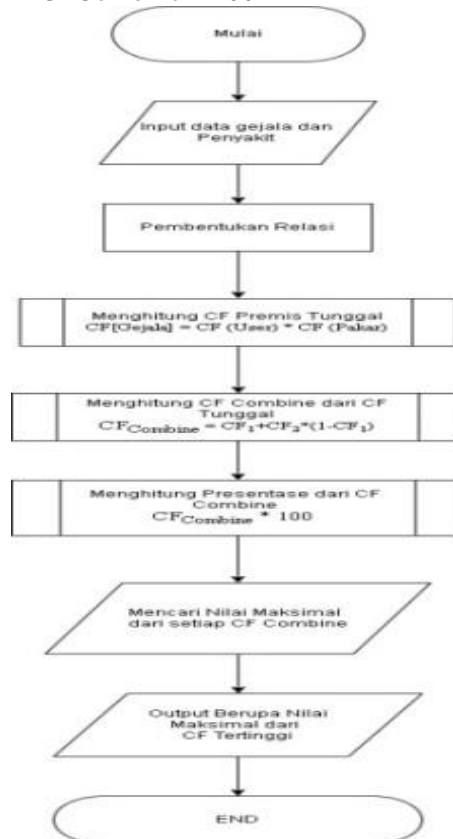 Mulai
Input data gejala dan
Penyakit
Pembentukan Relasi
Menghitung CF Premis Tunggal
CF[Gejala] = CF (User) * CF (Pakar)
Menghitung CF Combine dari CF
Tunggal
CF_Combine = CF₁+CF₂*(1-CF₁)
Menghitung Presentase dari CF
Combine
CF_Combine * 100
Mencari Nilai Maksimal
dari setiap CF Combine
Output Berupa Nilai
Maksimal dari
CF Tertinggi
END